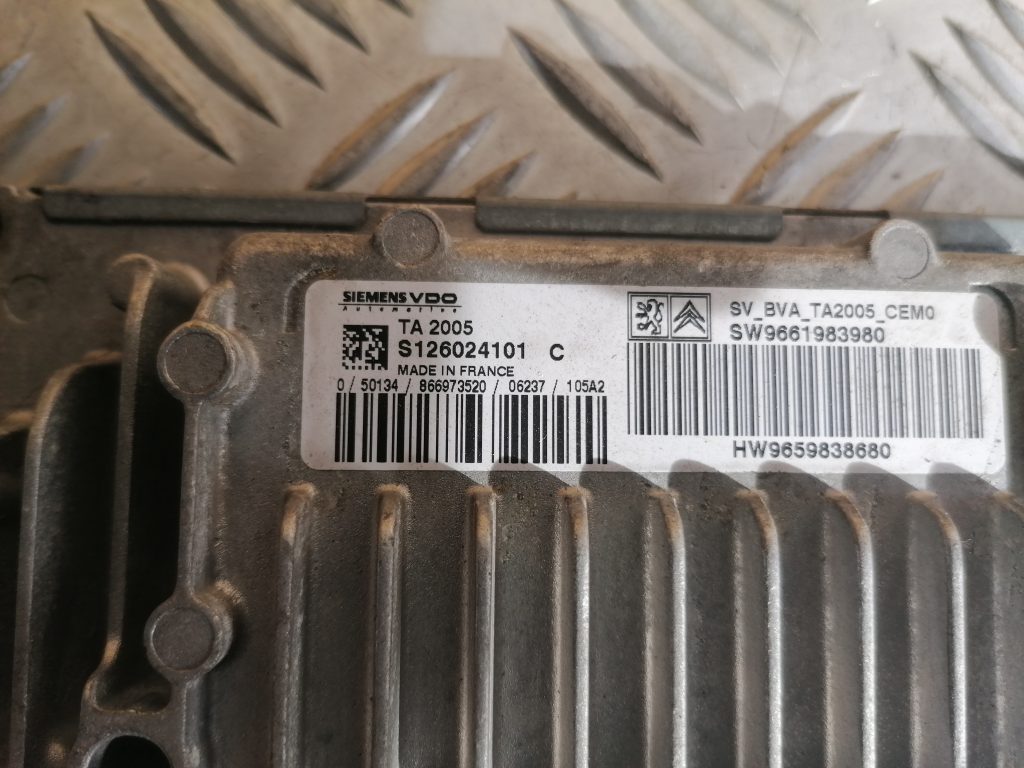 SIEMENS VDO
Automotive
TA 2005
S126024101 C
MADE IN FRANCE
0 / 50134 / 866973520 / 06237 / 105A2
SV_BVA_TA2005_CEM0
SW9661983980
HW9659838680